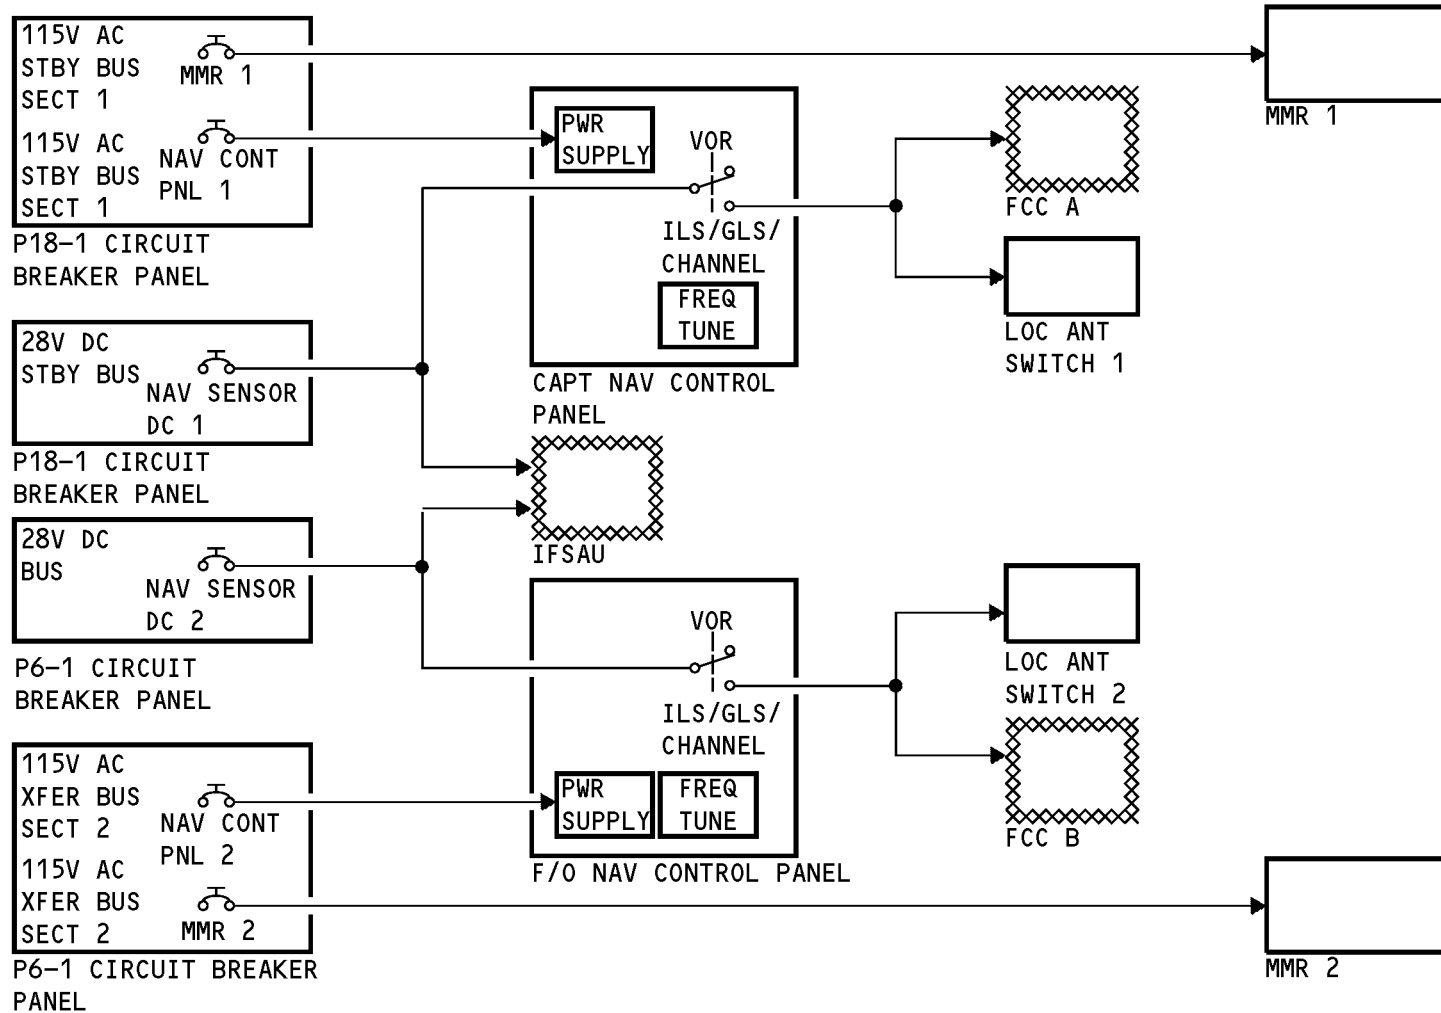 115V AC
STBY BUS
SECT 1
MMR 1
115V AC
STBY BUS
SECT 1
NAV CONT
PNL 1
P18-1 CIRCUIT
BREAKER PANEL
28V DC
STBY BUS
NAV SENSOR
DC 1
P18-1 CIRCUIT
BREAKER PANEL
28V DC
BUS
NAV SENSOR
DC 2
P6-1 CIRCUIT
BREAKER PANEL
115V AC
XFER BUS
SECT 2
NAV CONT
PNL 2
115V AC
XFER BUS
SECT 2
MMR 2
P6-1 CIRCUIT BREAKER
PANEL
PWR
SUPPLY
VOR
ILS/GLS/
CHANNEL
FREQ
TUNE
CAPT NAV CONTROL
PANEL
IFSAU
VOR
ILS/GLS/
CHANNEL
PWR
SUPPLY
FREQ
TUNE
F/O NAV CONTROL PANEL
FCC A
LOC ANT
SWITCH 1
LOC ANT
SWITCH 2
FCC B
MMR 1
MMR 2